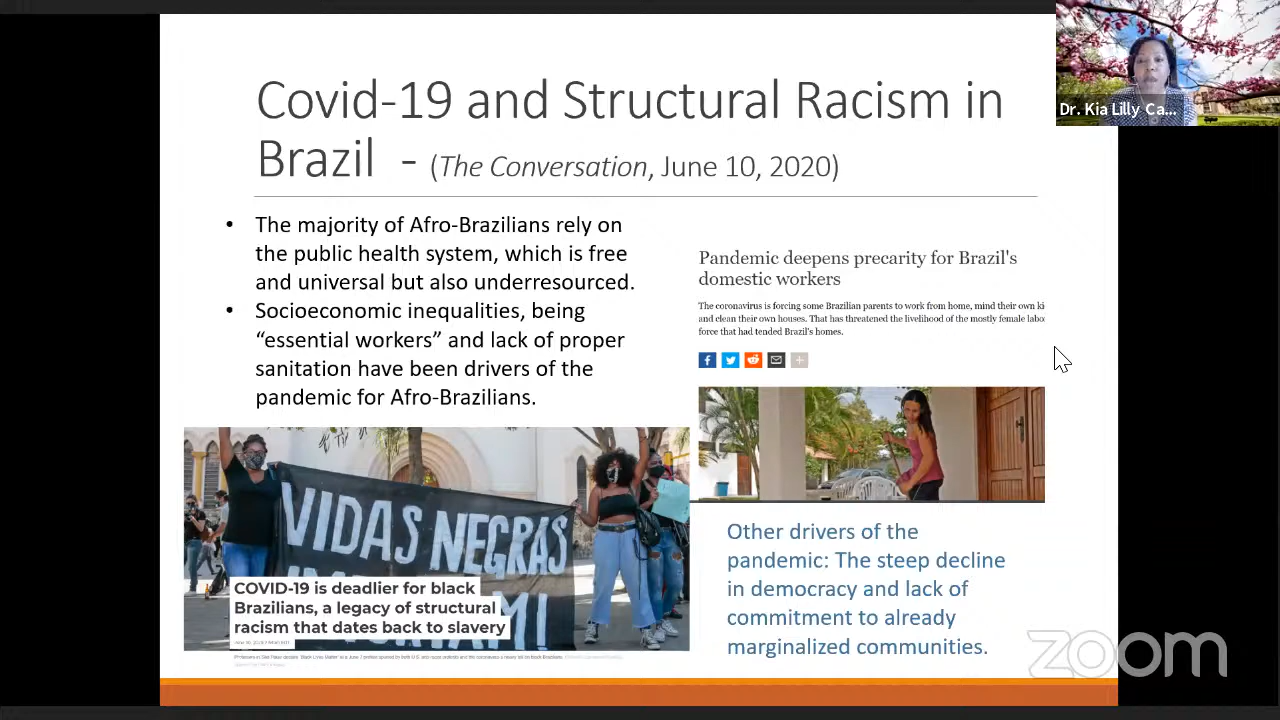 Covid-19 and Structural Racism in
Brazil - (The Conversation, June 10, 2020)
• The majority of Afro-Brazilians rely on
the public health system, which is free
and universal but also underresourced.
• Socioeconomic inequalities, being
“essential workers” and lack of proper
sanitation have been drivers of the
pandemic for Afro-Brazilians.
Pandemic deepens precarity for Brazil's
domestic workers
The coronavirus is forcing some Brazilian parents to work from home, mind their own ki
and clean their own houses. That has threatened the livelihood of the mostly female labo
force that had tended Brazil's homes.
VIDAS NEGRAS
COVID-19 is deadlier for black
Brazilians, a legacy of structural
racism that dates back to slavery
Other drivers of the
pandemic: The steep decline
in democracy and lack of
commitment to already
marginalized communities.
Dr. Kia Lilly Ca...
zoom